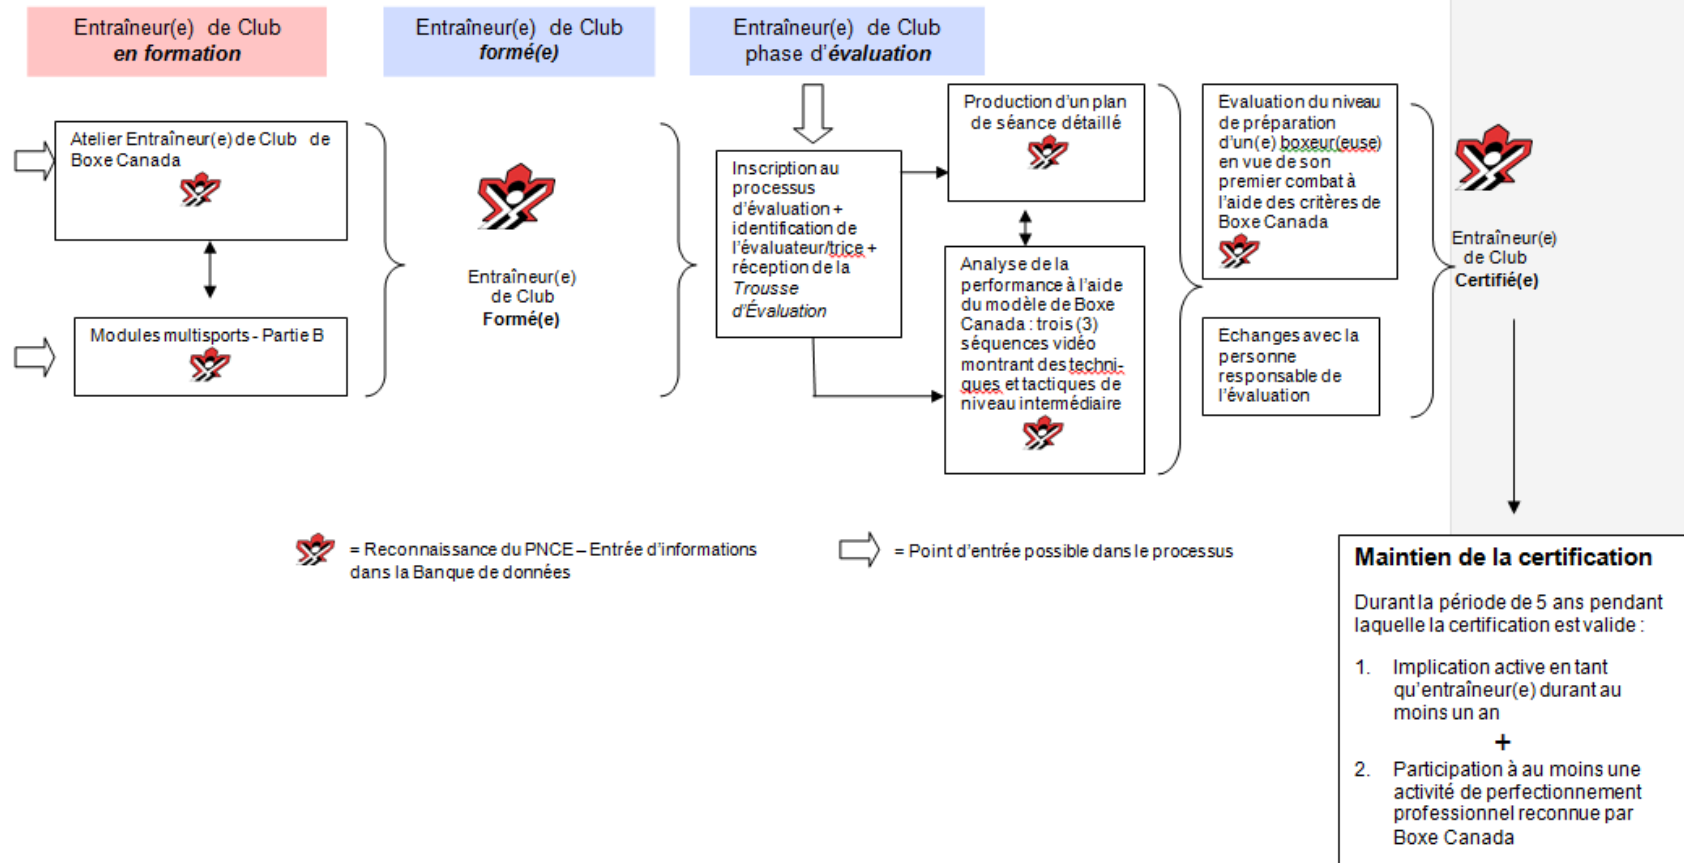 Entraîneur(e) de Club
en formation
Entraîneur(e) de Club
formé(e)
Entraîneur(e) de Club
phase d'évaluation
Atelier Entraîneur(e) de Club de
Boxe Canada
Modules multisports - Partie B
Entraîneur(e)
de Club
Formé(e)
Inscription au
processus
d'évaluation +
identification de
l'évaluateur/trice +
réception de la
Trousse
d'Évaluation
Production d'un plan
de séance détaillé
Analyse de la
performance à l'aide
du modèle de Boxe
Canada : trois (3)
séquences vidéo
montrant des techni-
ques et tactiques de
niveau intermédiaire
Evaluation du niveau
de préparation
d'un(e) boxeur(euse)
en vue de son
premier combat à
l'aide des critères de
Boxe Canada
Echanges avec la
personne
responsable de
l'évaluation
Entraîneur(e)
de Club
Certifié(e)
= Reconnaissance du PNCE – Entrée d'informations
dans la Banque de données
= Point d'entrée possible dans le processus
Maintien de la certification
Durant la période de 5 ans pendant
laquelle la certification est valide :
1. Implication active en tant
qu'entraîneur(e) durant au
moins un an
+
2. Participation à au moins une
activité de perfectionnement
professionnel reconnue par
Boxe Canada